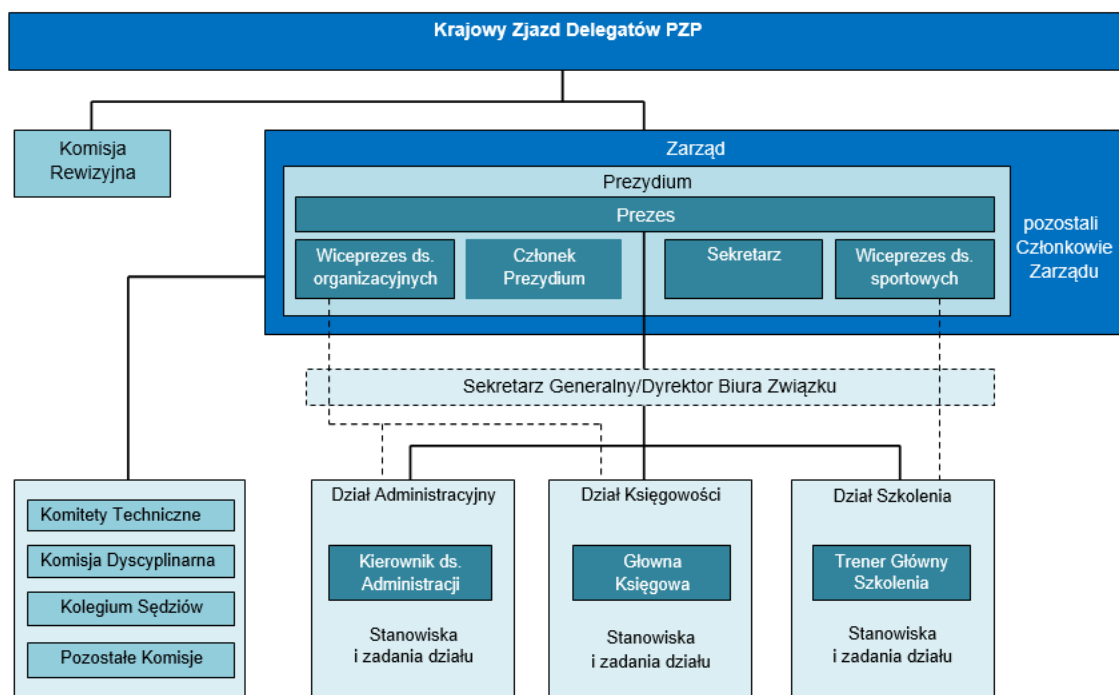 Krajowy Zjazd Delegatów PZP
Komisja
Rewizyjna
Zarząd
Prezydium
Prezes
Wiceprezes ds.
organizacyjnych
Członek
Prezydium
Sekretarz
Wiceprezes ds.
sportowych
pozostali
Członkowie
Zarządu
Sekretarz Generalny/Dyrektor Biura Związku
Komitety Techniczne
Komisja Dyscyplinarna
Kolegium Sędziów
Pozostałe Komisje
Dział Administracyjny
Kierownik ds.
Administracji
Stanowiska
i zadania działu
Dział Księgowości
Głowna
Księgowa
Stanowiska
i zadania działu
Dział Szkolenia
Trener Główny
Szkolenia
Stanowiska
i zadania działu